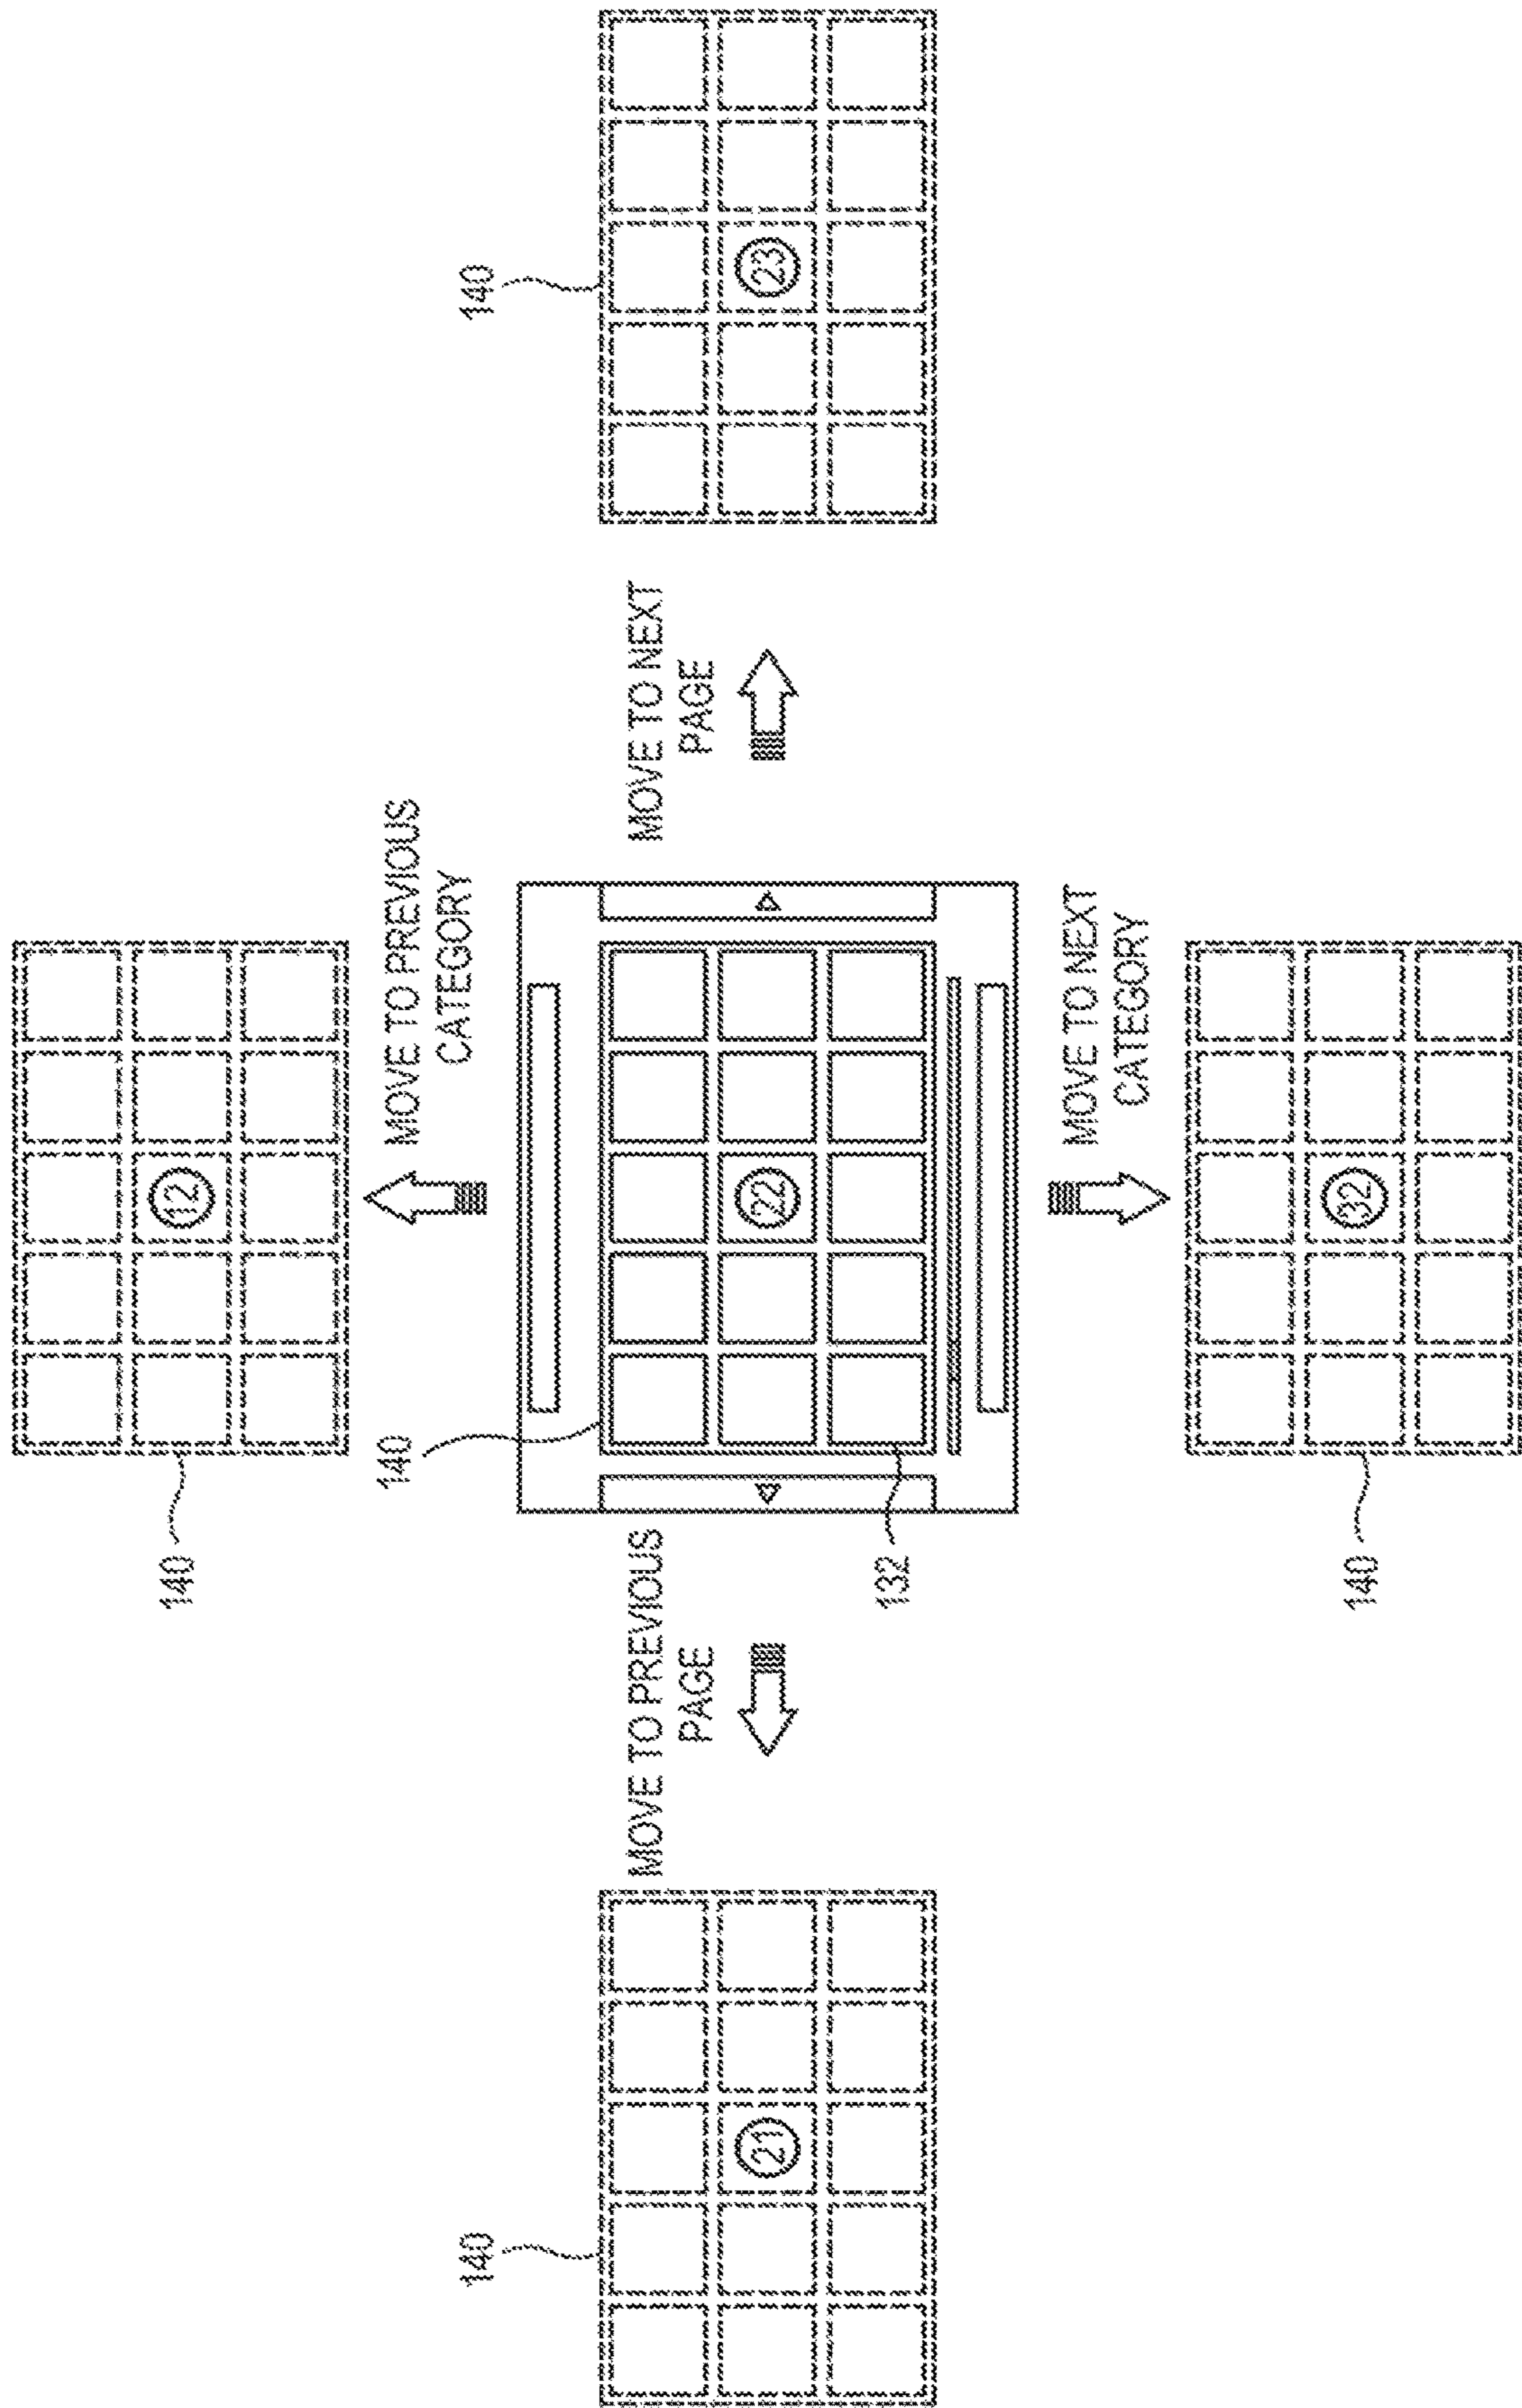 140
12
140
MOVE TO PREVIOUS
CATEGORY
140
140
MOVE TO PREVIOUS
PAGE
MOVE TO NEXT
PAGE
21
22
23
132
MOVE TO NEXT
CATEGORY
140
32